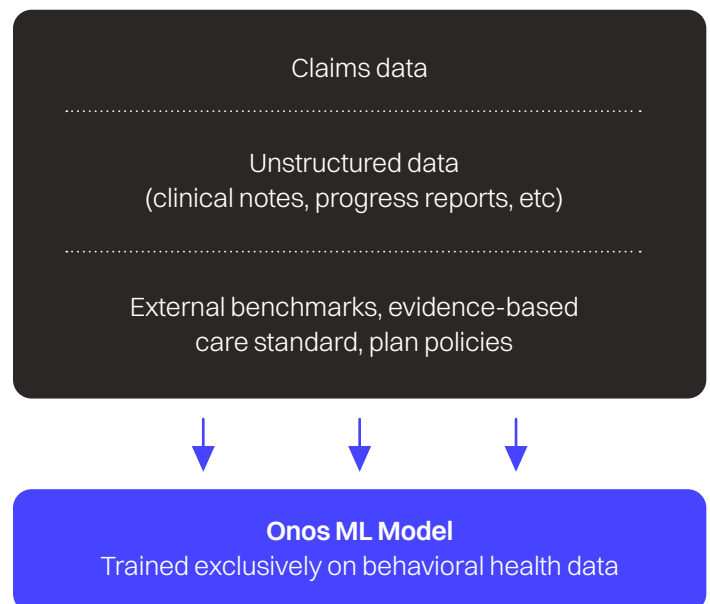 Claims data
Unstructured data
(clinical notes, progress reports, etc)
External benchmarks, evidence-based
care standard, plan policies
Onos ML Model
Trained exclusively on behavioral health data